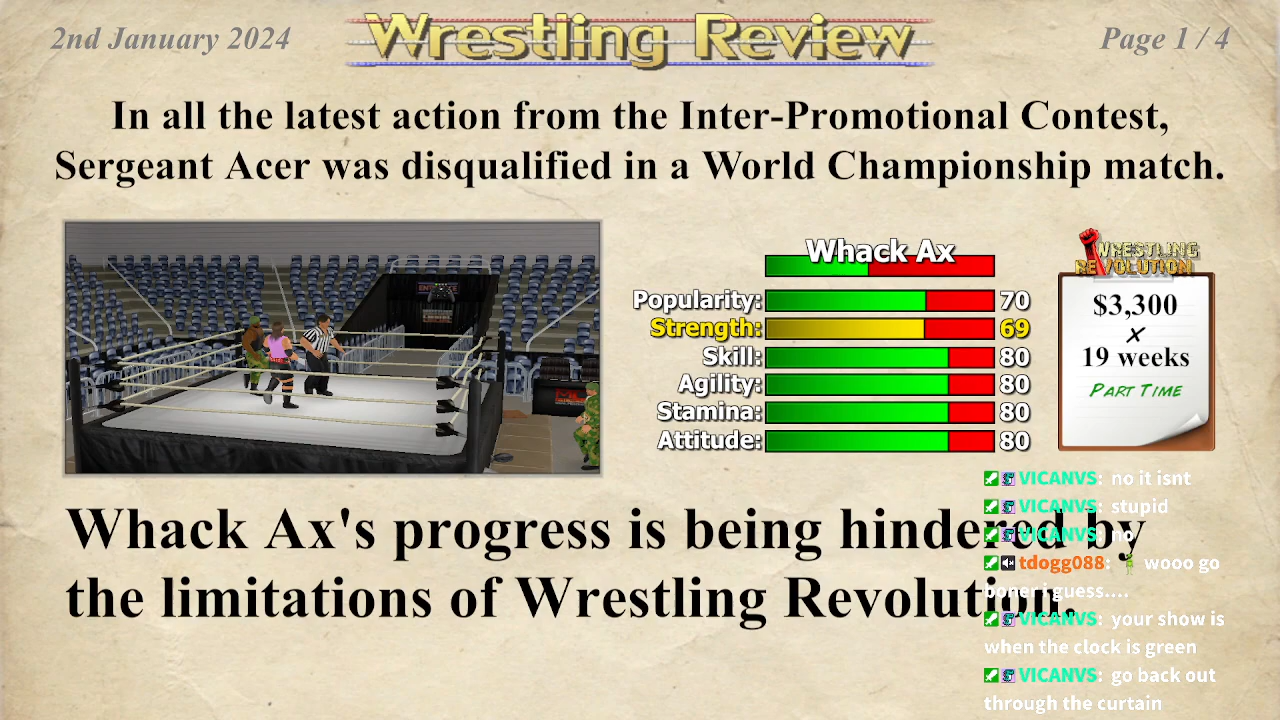 2nd January 2024
Wrestling Review
Page 1 / 4
In all the latest action from the Inter-Promotional Contest,
Sergeant Acer was disqualified in a World Championship match.
Whack Ax
Popularity: 70
Strength: 69
Skill: 80
Agility: 80
Stamina: 80
Attitude: 80
WRESTLING
REVOLUTION
$3,300
x
19 weeks
PART TIME
Whack Ax's progress is being hindered by
the limitations of Wrestling Revolution.
VICANVS: no it isnt
VICANVS: stupid
VICANVS: no
tdogg088: wooo go
boner i guess....
VICANVS: your show is
when the clock is green
VICANVS: go back out
through the curtain